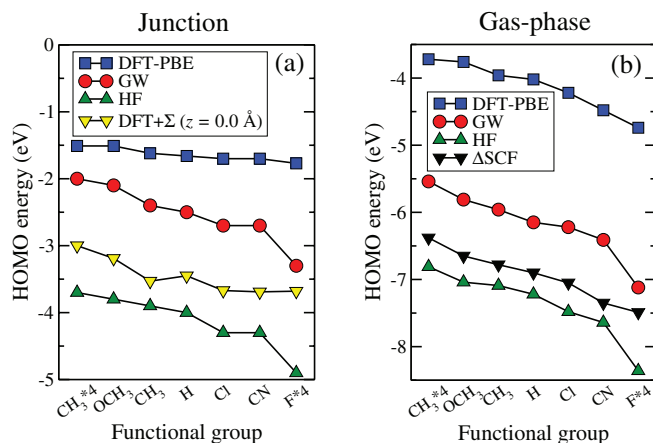 Junction
Gas-phase
HOMO energy (eV)
0
-1
-2
-3
-4
-5
(a)
DFT-PBE
GW
HF
DFT+Σ (z = 0.0 Å)
CH₃*4
OCH₃
CH₃
H
Cl
CN
F*4
Functional group
HOMO energy (eV)
-4
-5
-6
-7
-8
(b)
DFT-PBE
GW
HF
ΔSCF
CH₃*4
OCH₃
CH₃
H
Cl
CN
F*4
Functional group